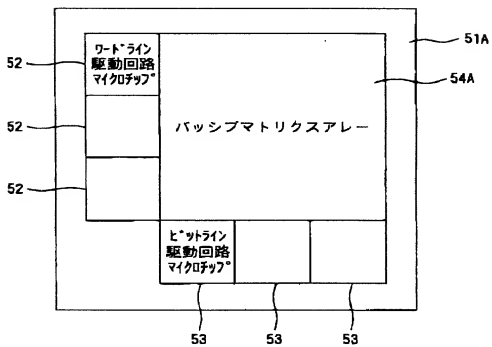 ワードライン
駆動回路
マイクロチップ
パッシブマトリクスアレー
ビットライン
駆動回路
マイクロチップ
51A
52
54A
52
52
53
53
53